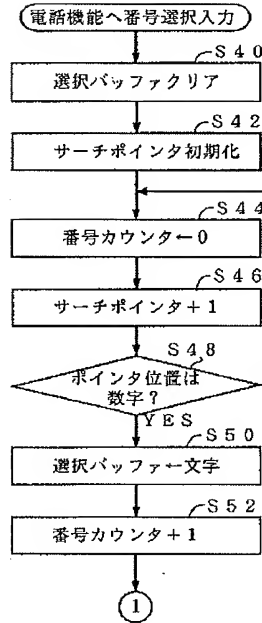 電話機能へ番号選択入力
S40
選択バッファクリア
S42
サーチポインタ初期化
S44
番号カウンタ←0
S46
サーチポインタ+1
S48
ポインタ位置は
数字?
YES
S50
選択バッファ←文字
S52
番号カウンタ+1
1